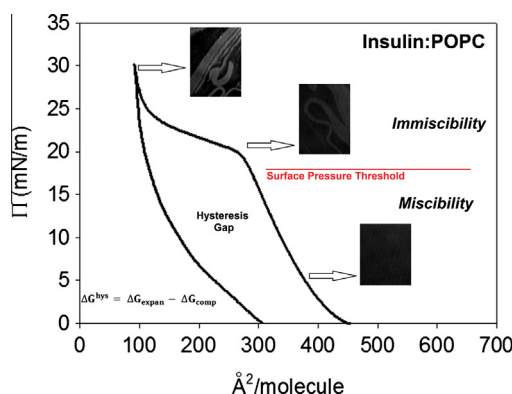 Insulin:POPC
35
30
25
20
15
10
5
0
Π (mN/m)
Immiscibility
Surface Pressure Threshold
Miscibility
Hysteresis
Gap
ΔG^hys = ΔG_expan − ΔG_comp
0 100 200 300 400 500 600 700
Å²/molecule